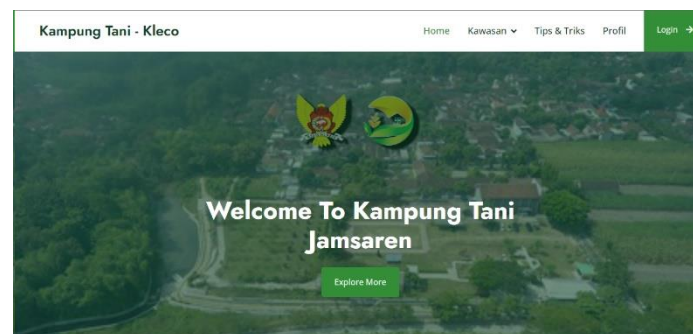 Kampung Tani - Kleco
Home Kawasan Tips & Triks Profil Login
Welcome To Kampung Tani
Jamsaren
Explore More